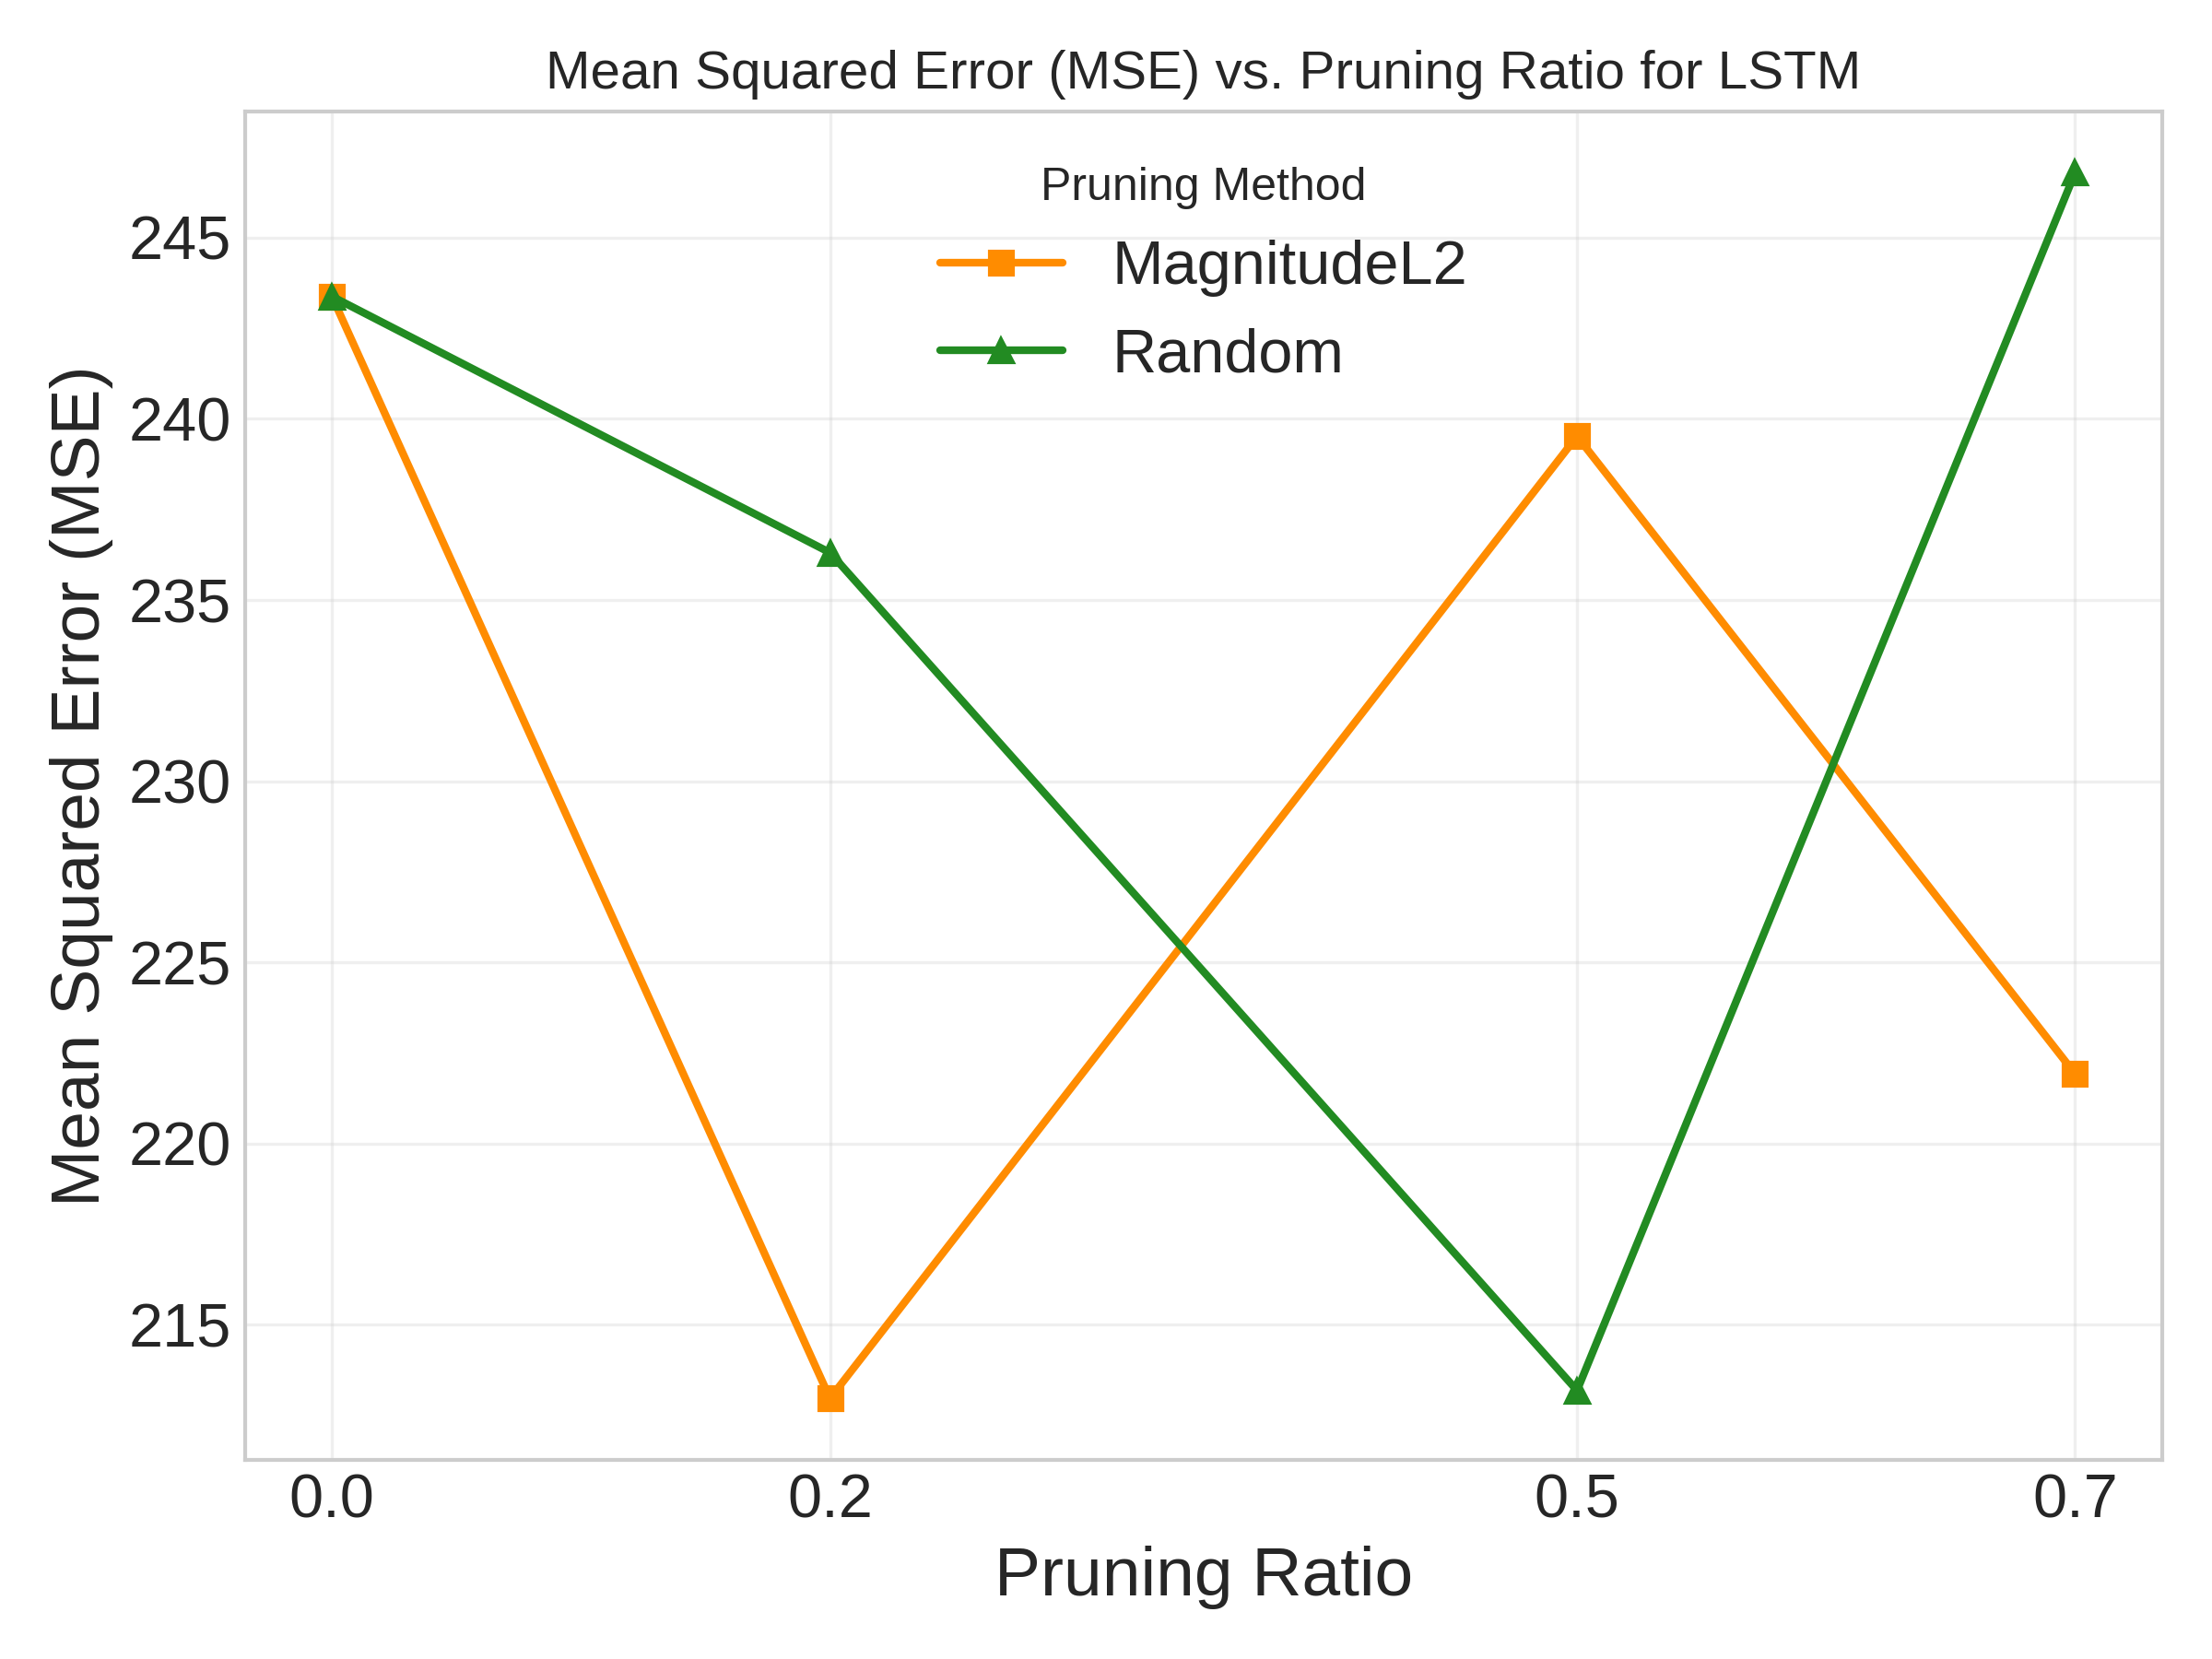 Mean Squared Error (MSE) vs. Pruning Ratio for LSTM
Pruning Method
MagnitudeL2
Random
Mean Squared Error (MSE)
245
240
235
230
225
220
215
0.0 0.2 0.5 0.7
Pruning Ratio